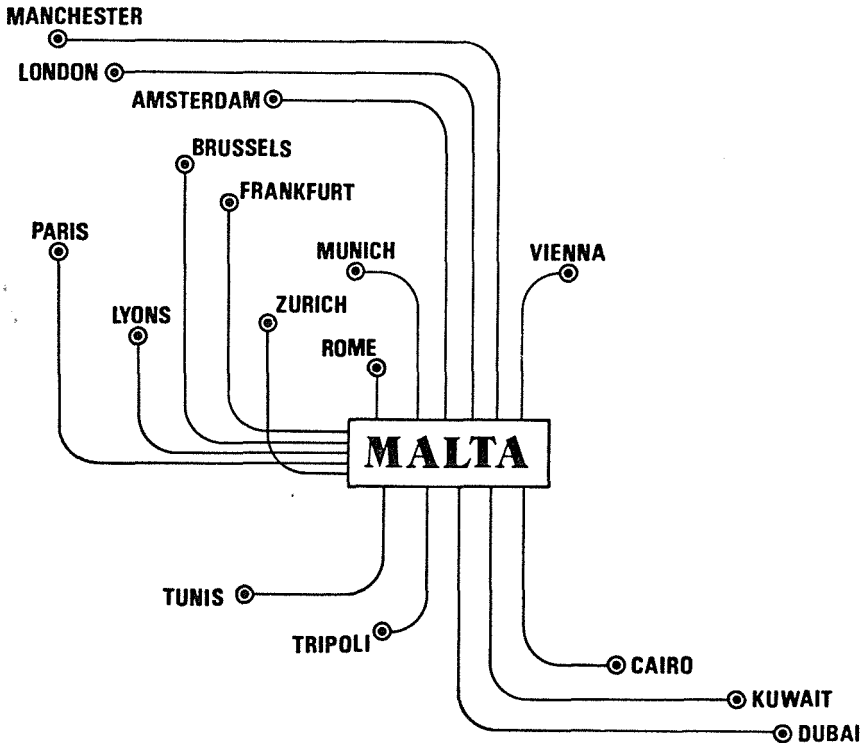 MANCHESTER
LONDON
AMSTERDAM
BRUSSELS
FRANKFURT
PARIS
MUNICH
VIENNA
ZURICH
LYONS
ROME
MALTA
TUNIS
TRIPOLI
CAIRO
KUWAIT
DUBAI